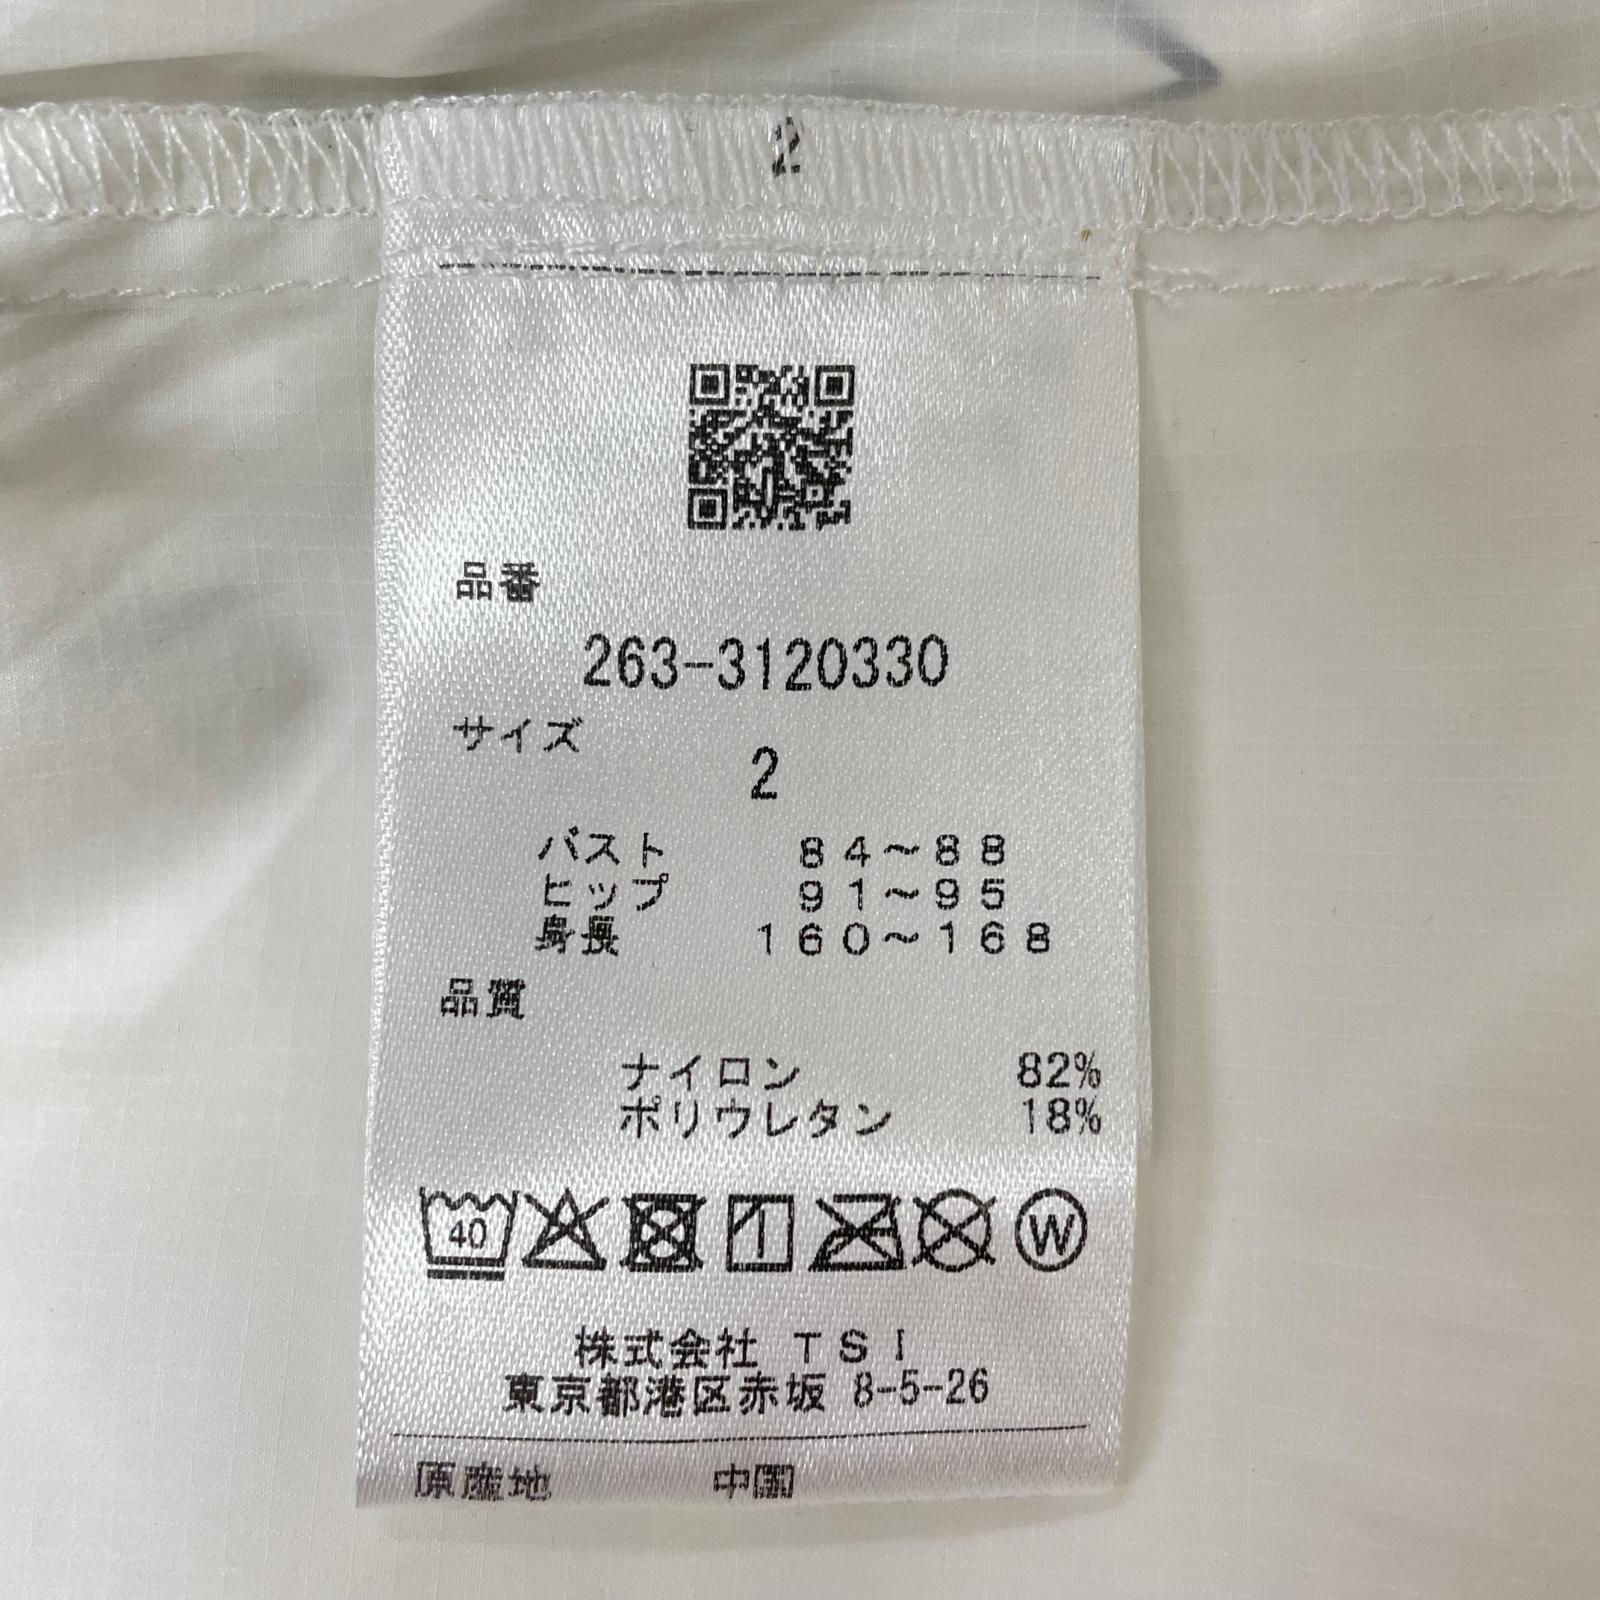 2
品番
263-3120330
サイズ
2
バスト 84～88
ヒップ 91～95
身長 160～168
品質
ナイロン 82%
ポリウレタン 18%
40 W
株式会社 TSI
東京都港区赤坂 8-5-26
原産地 中国